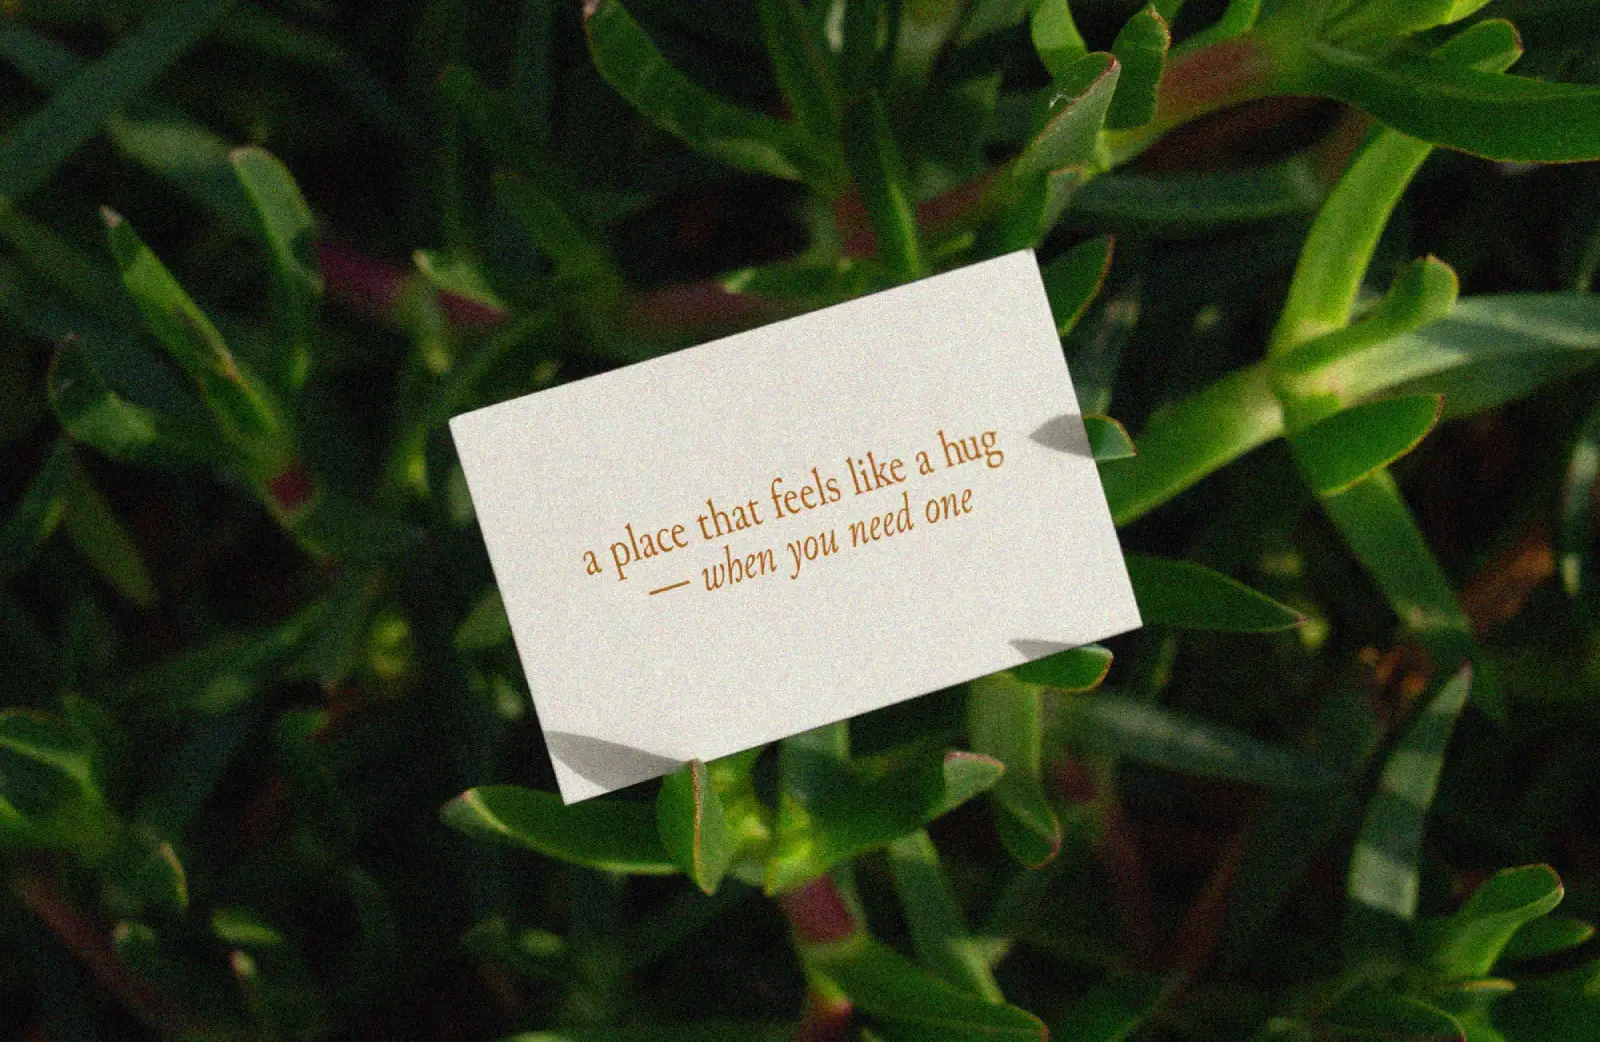 a place that feels like a hug
— when you need one